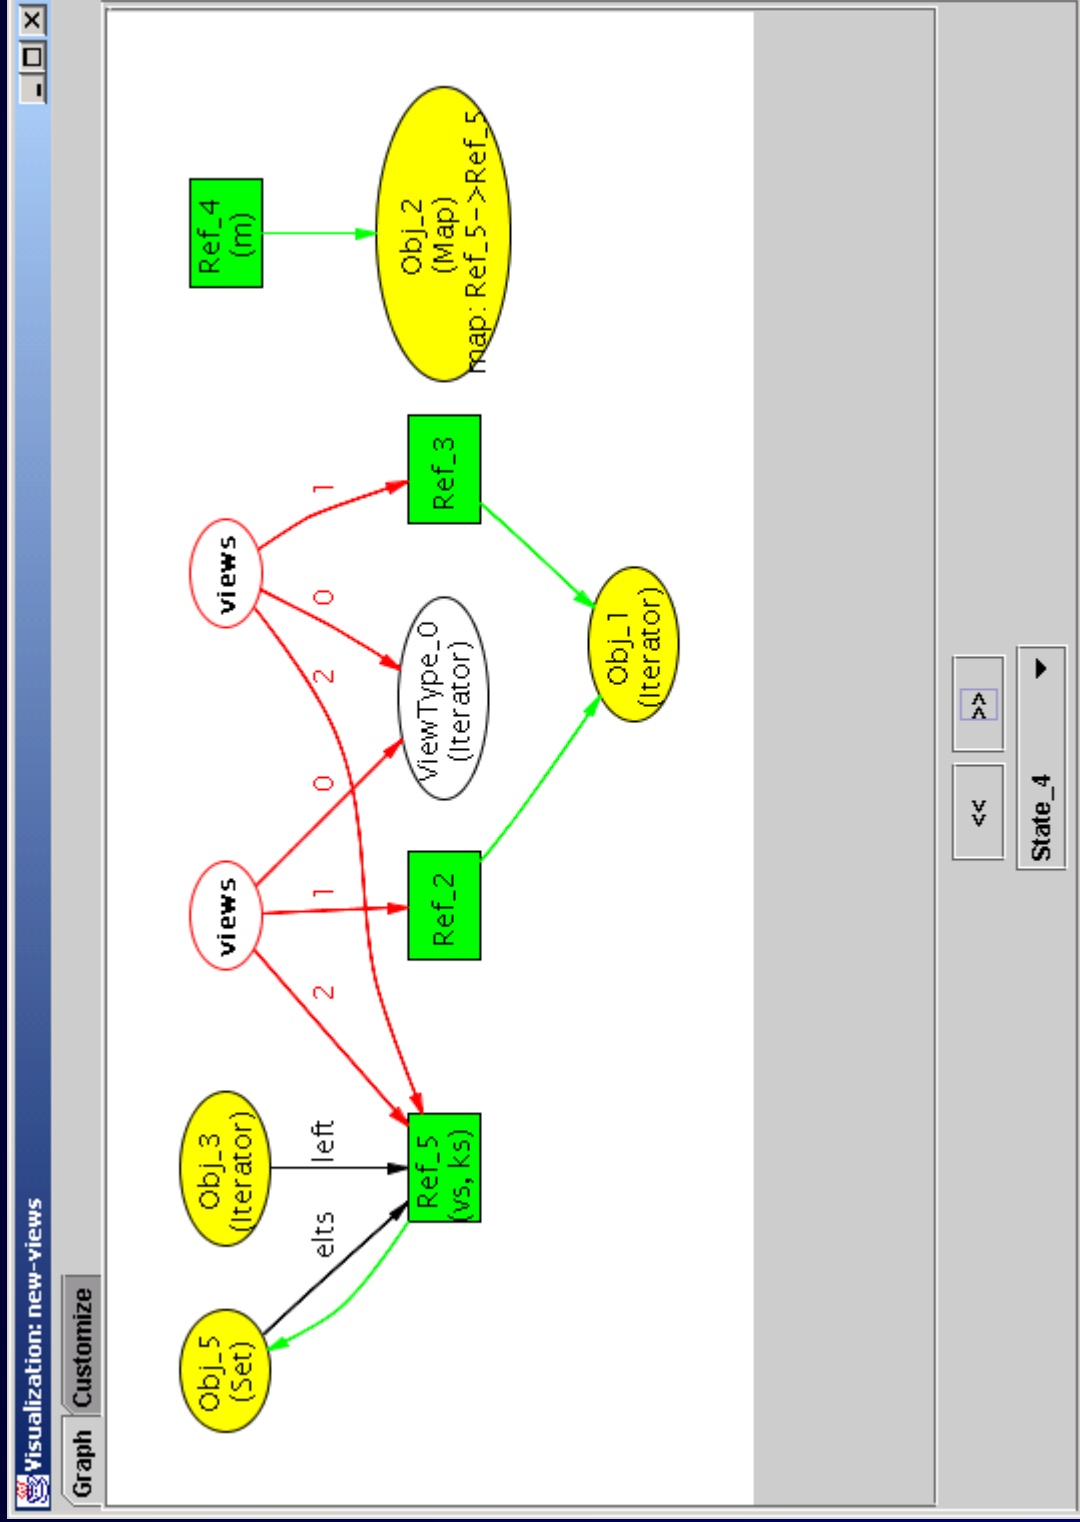 Visualization: new-views
Graph
Customize
Obj_5
(Set)
Obj_3
(Iterator)
views
views
Ref_4
(m)
elts
left
2
1
0
2
0
1
Ref_5
(vs, ks)
Ref_2
ViewType_0
(Iterator)
Ref_3
Obj_2
(Map)
map: Ref_5->Ref_5
Obj_1
(Iterator)
<<
>>
State_4